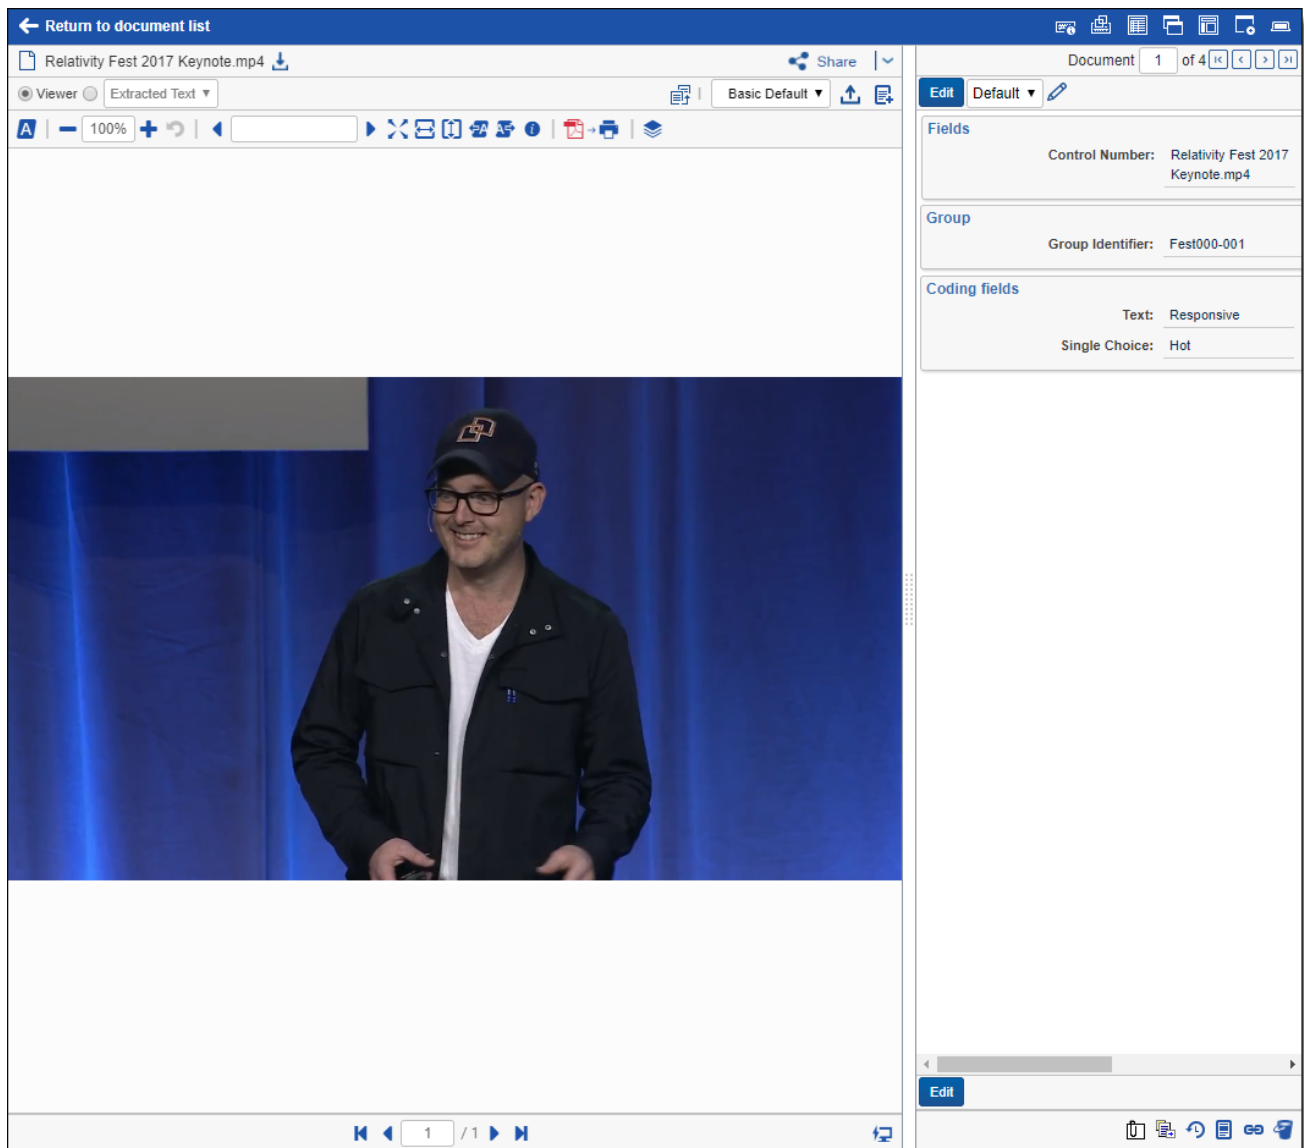 Return to document list
Relativity Fest 2017 Keynote.mp4
Share
Document 1 of 4
Viewer Extracted Text
Basic Default
Edit Default
A 100%
Fields
Control Number: Relativity Fest 2017
Keynote.mp4
Group
Group Identifier: Fest000-001
Coding fields
Text: Responsive
Single Choice: Hot
Edit
1 / 1